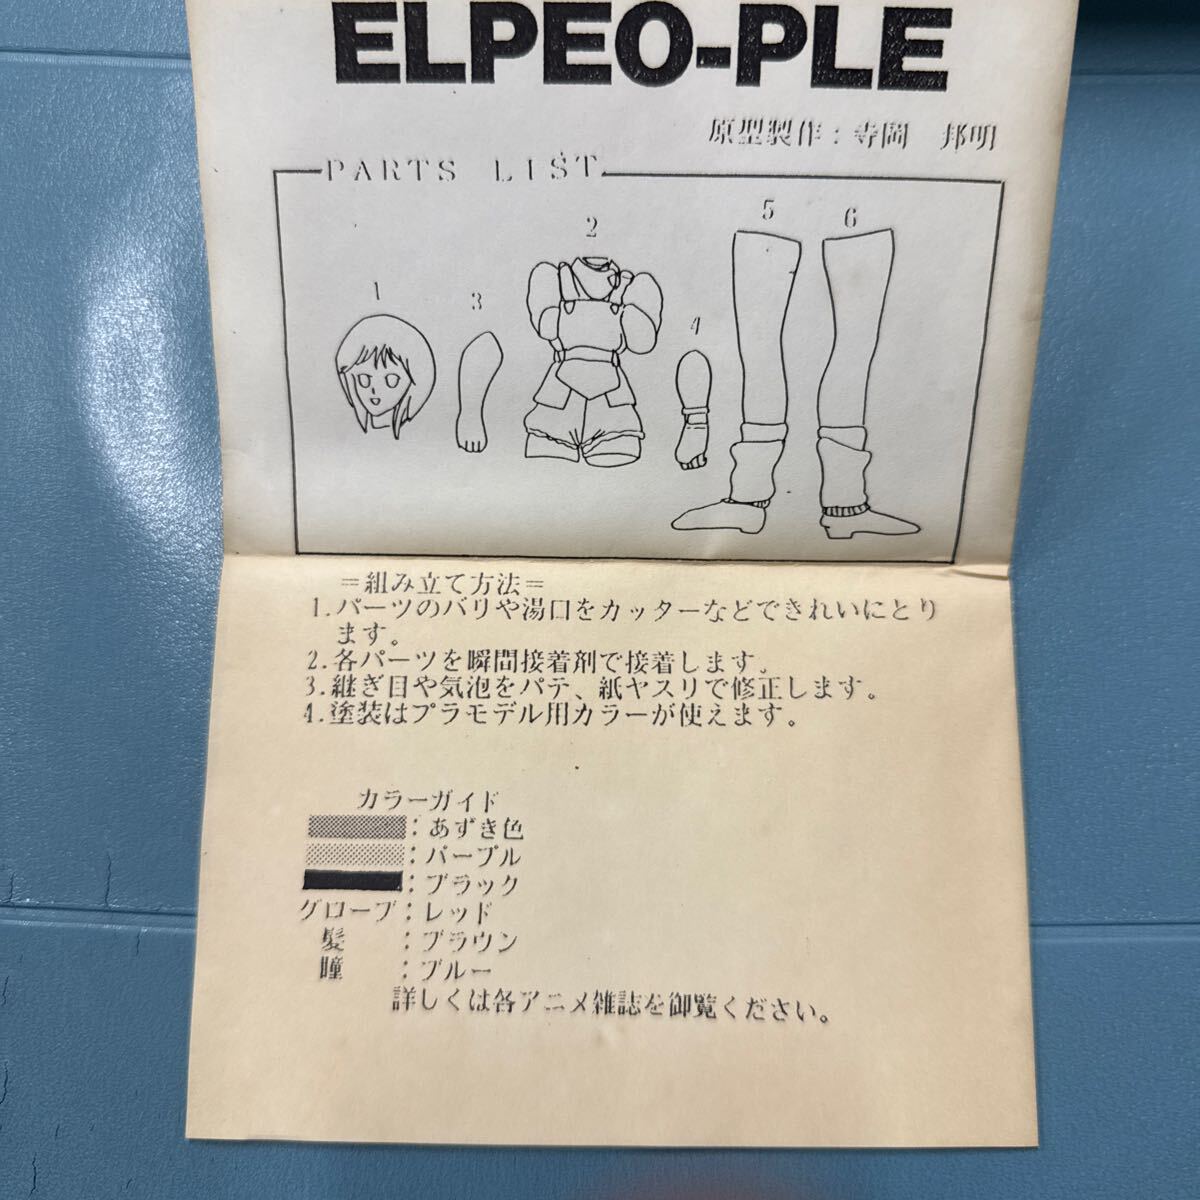 ELPEO-PLE
原型製作：寺岡　邦明
PARTS LIST
1
3
2
4
5
6
＝組み立て方法＝
1.パーツのバリや湯口をカッターなどできれいにとり
ます。
2.各パーツを瞬間接着剤で接着します。
3.継ぎ目や気泡をパテ、紙ヤスリで修正します。
4.塗装はプラモデル用カラーが使えます。
カラーガイド
：あずき色
：パープル
：ブラック
グローブ：レッド
髪　　：ブラウン
瞳　　：ブルー
詳しくは各アニメ雑誌を御覧ください。